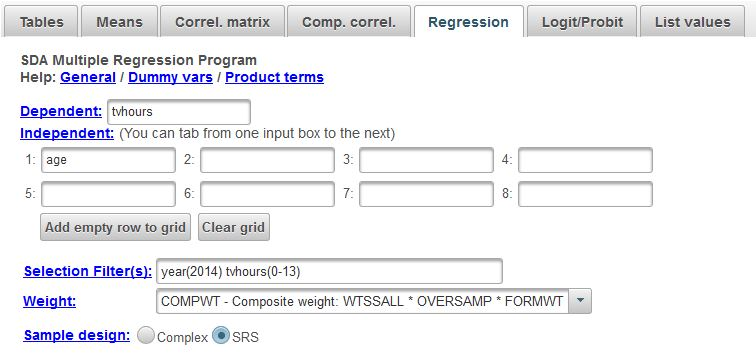 Tables Means Correl. matrix Comp. correl. Regression Logit/Probit List values
SDA Multiple Regression Program
Help: General / Dummy vars / Product terms
Dependent: tvhours
Independent: (You can tab from one input box to the next)
1: age 2: 3: 4:
5: 6: 7: 8:
Add empty row to grid Clear grid
Selection Filter(s): year(2014) tvhours(0-13)
Weight: COMPWT - Composite weight: WTSSALL * OVERSAMP * FORMWT
Sample design: Complex SRS